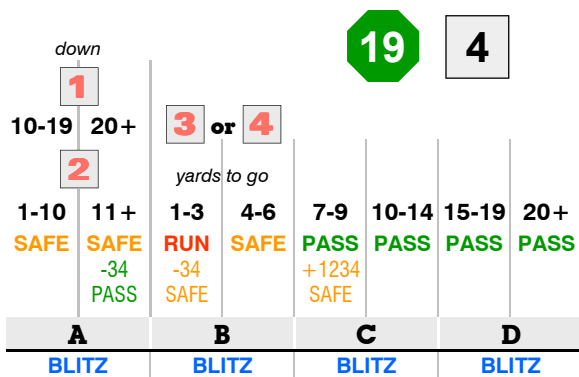 19 4
down
1
10-19 20+ 3 or 4
2
yards to go
1-10 11+ 1-3 4-6 7-9 10-14 15-19 20+
SAFE SAFE RUN SAFE PASS PASS PASS PASS
-34 -34 +1234
PASS SAFE SAFE
A B C D
BLITZ BLITZ BLITZ BLITZ